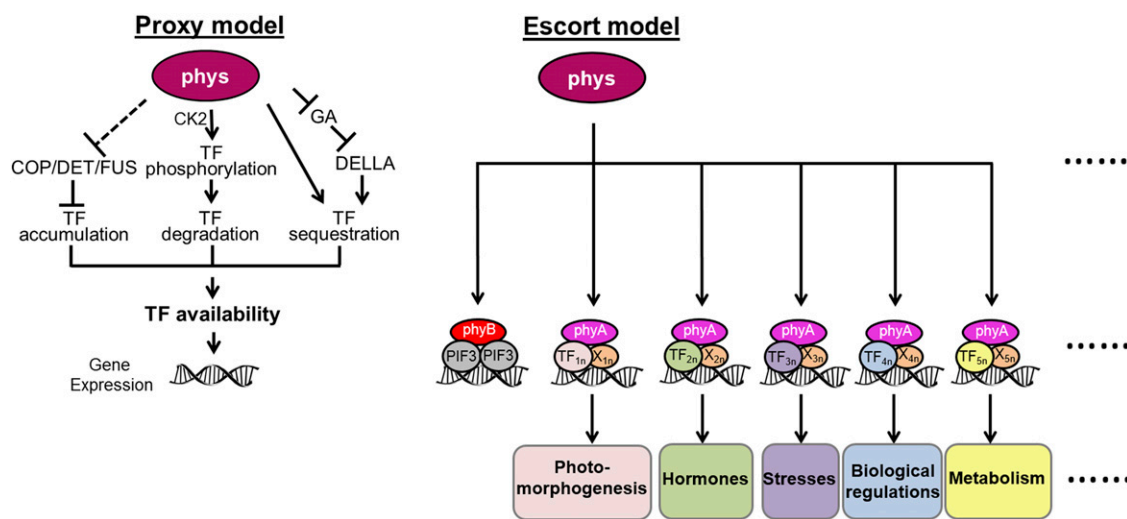 Proxy model
phys
CK2
GA
COP/DET/FUS
TF
phosphorylation
DELLA
TF
accumulation
TF
degradation
TF
sequestration
TF availability
Gene
Expression
Escort model
phys
phyB
PIF3 PIF3
phyA
TF1n X1n
phyA
TF2n X2n
phyA
TF3n X3n
phyA
TF4n X4n
phyA
TF5n X5n
Photo-
morphogenesis
Hormones
Stresses
Biological
regulations
Metabolism